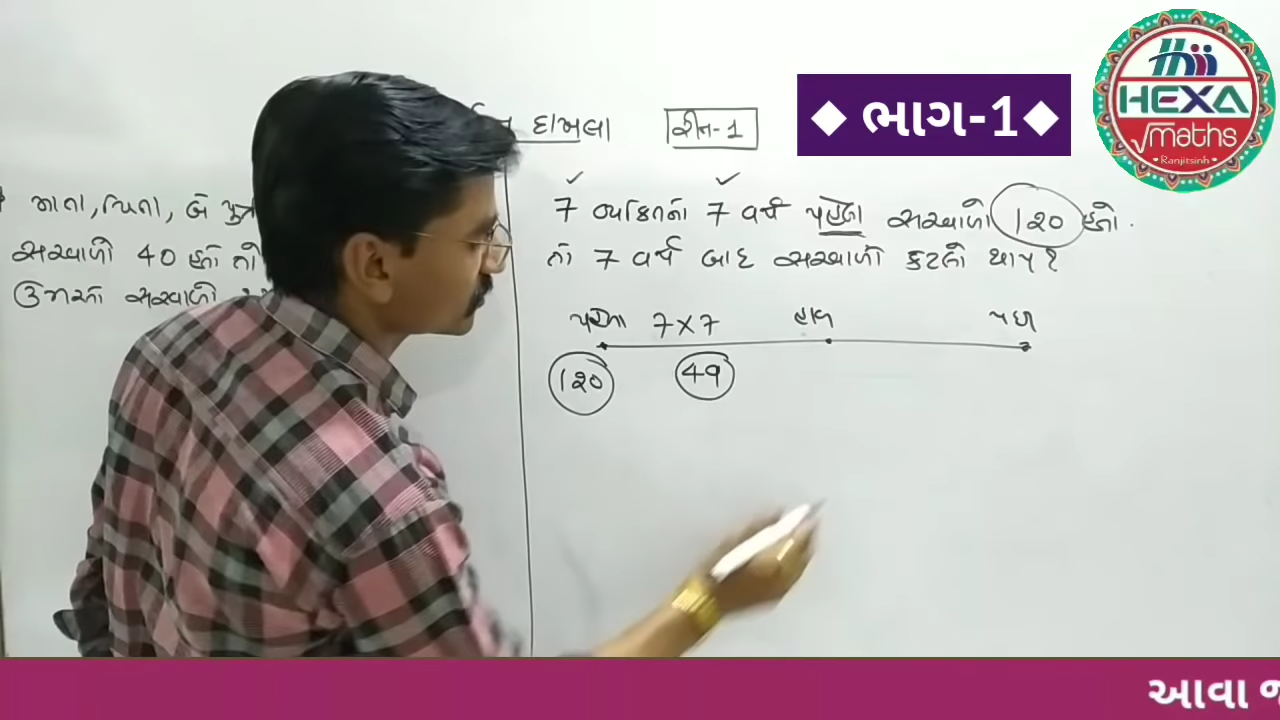 દાખલા રીત-1
◆ ભાગ-1◆
HEXA
√maths
Ranjitsinh
માતા, પિતા, બે પુત્ર
સરવાળો 40 હતો તો
ઉંમરનો સરવાળો
7 વ્યકિતનો 7 વર્ષ પહેલા સરવાળો 120 હતો.
તો 7 વર્ષ બાદ સરવાળો કેટલો થાય ?
પહેલા 7 X 7 હાલ પછી
120 49
આવા